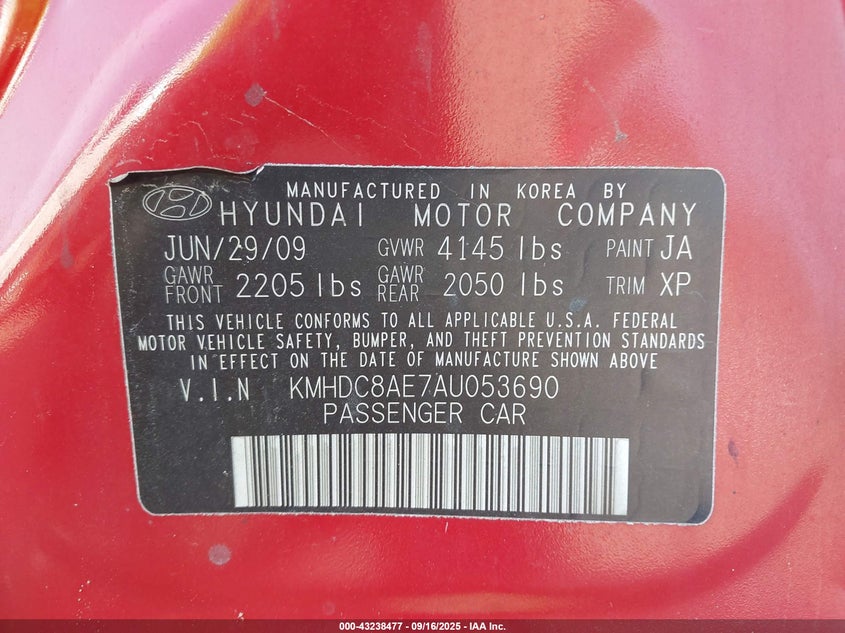 MANUFACTURED IN KOREA BY
HYUNDAI MOTOR COMPANY
JUN/29/09 GVWR 4145 lbs PAINT JA
GAWR FRONT 2205 lbs GAWR REAR 2050 lbs TRIM XP
THIS VEHICLE CONFORMS TO ALL APPLICABLE U.S.A. FEDERAL
MOTOR VEHICLE SAFETY, BUMPER, AND THEFT PREVENTION STANDARDS
IN EFFECT ON THE DATE OF MANUFACTURE SHOWN ABOVE
V.I.N KMHDC8AE7AU053690
PASSENGER CAR
000-43238477 - 09/16/2025 - IAA Inc.